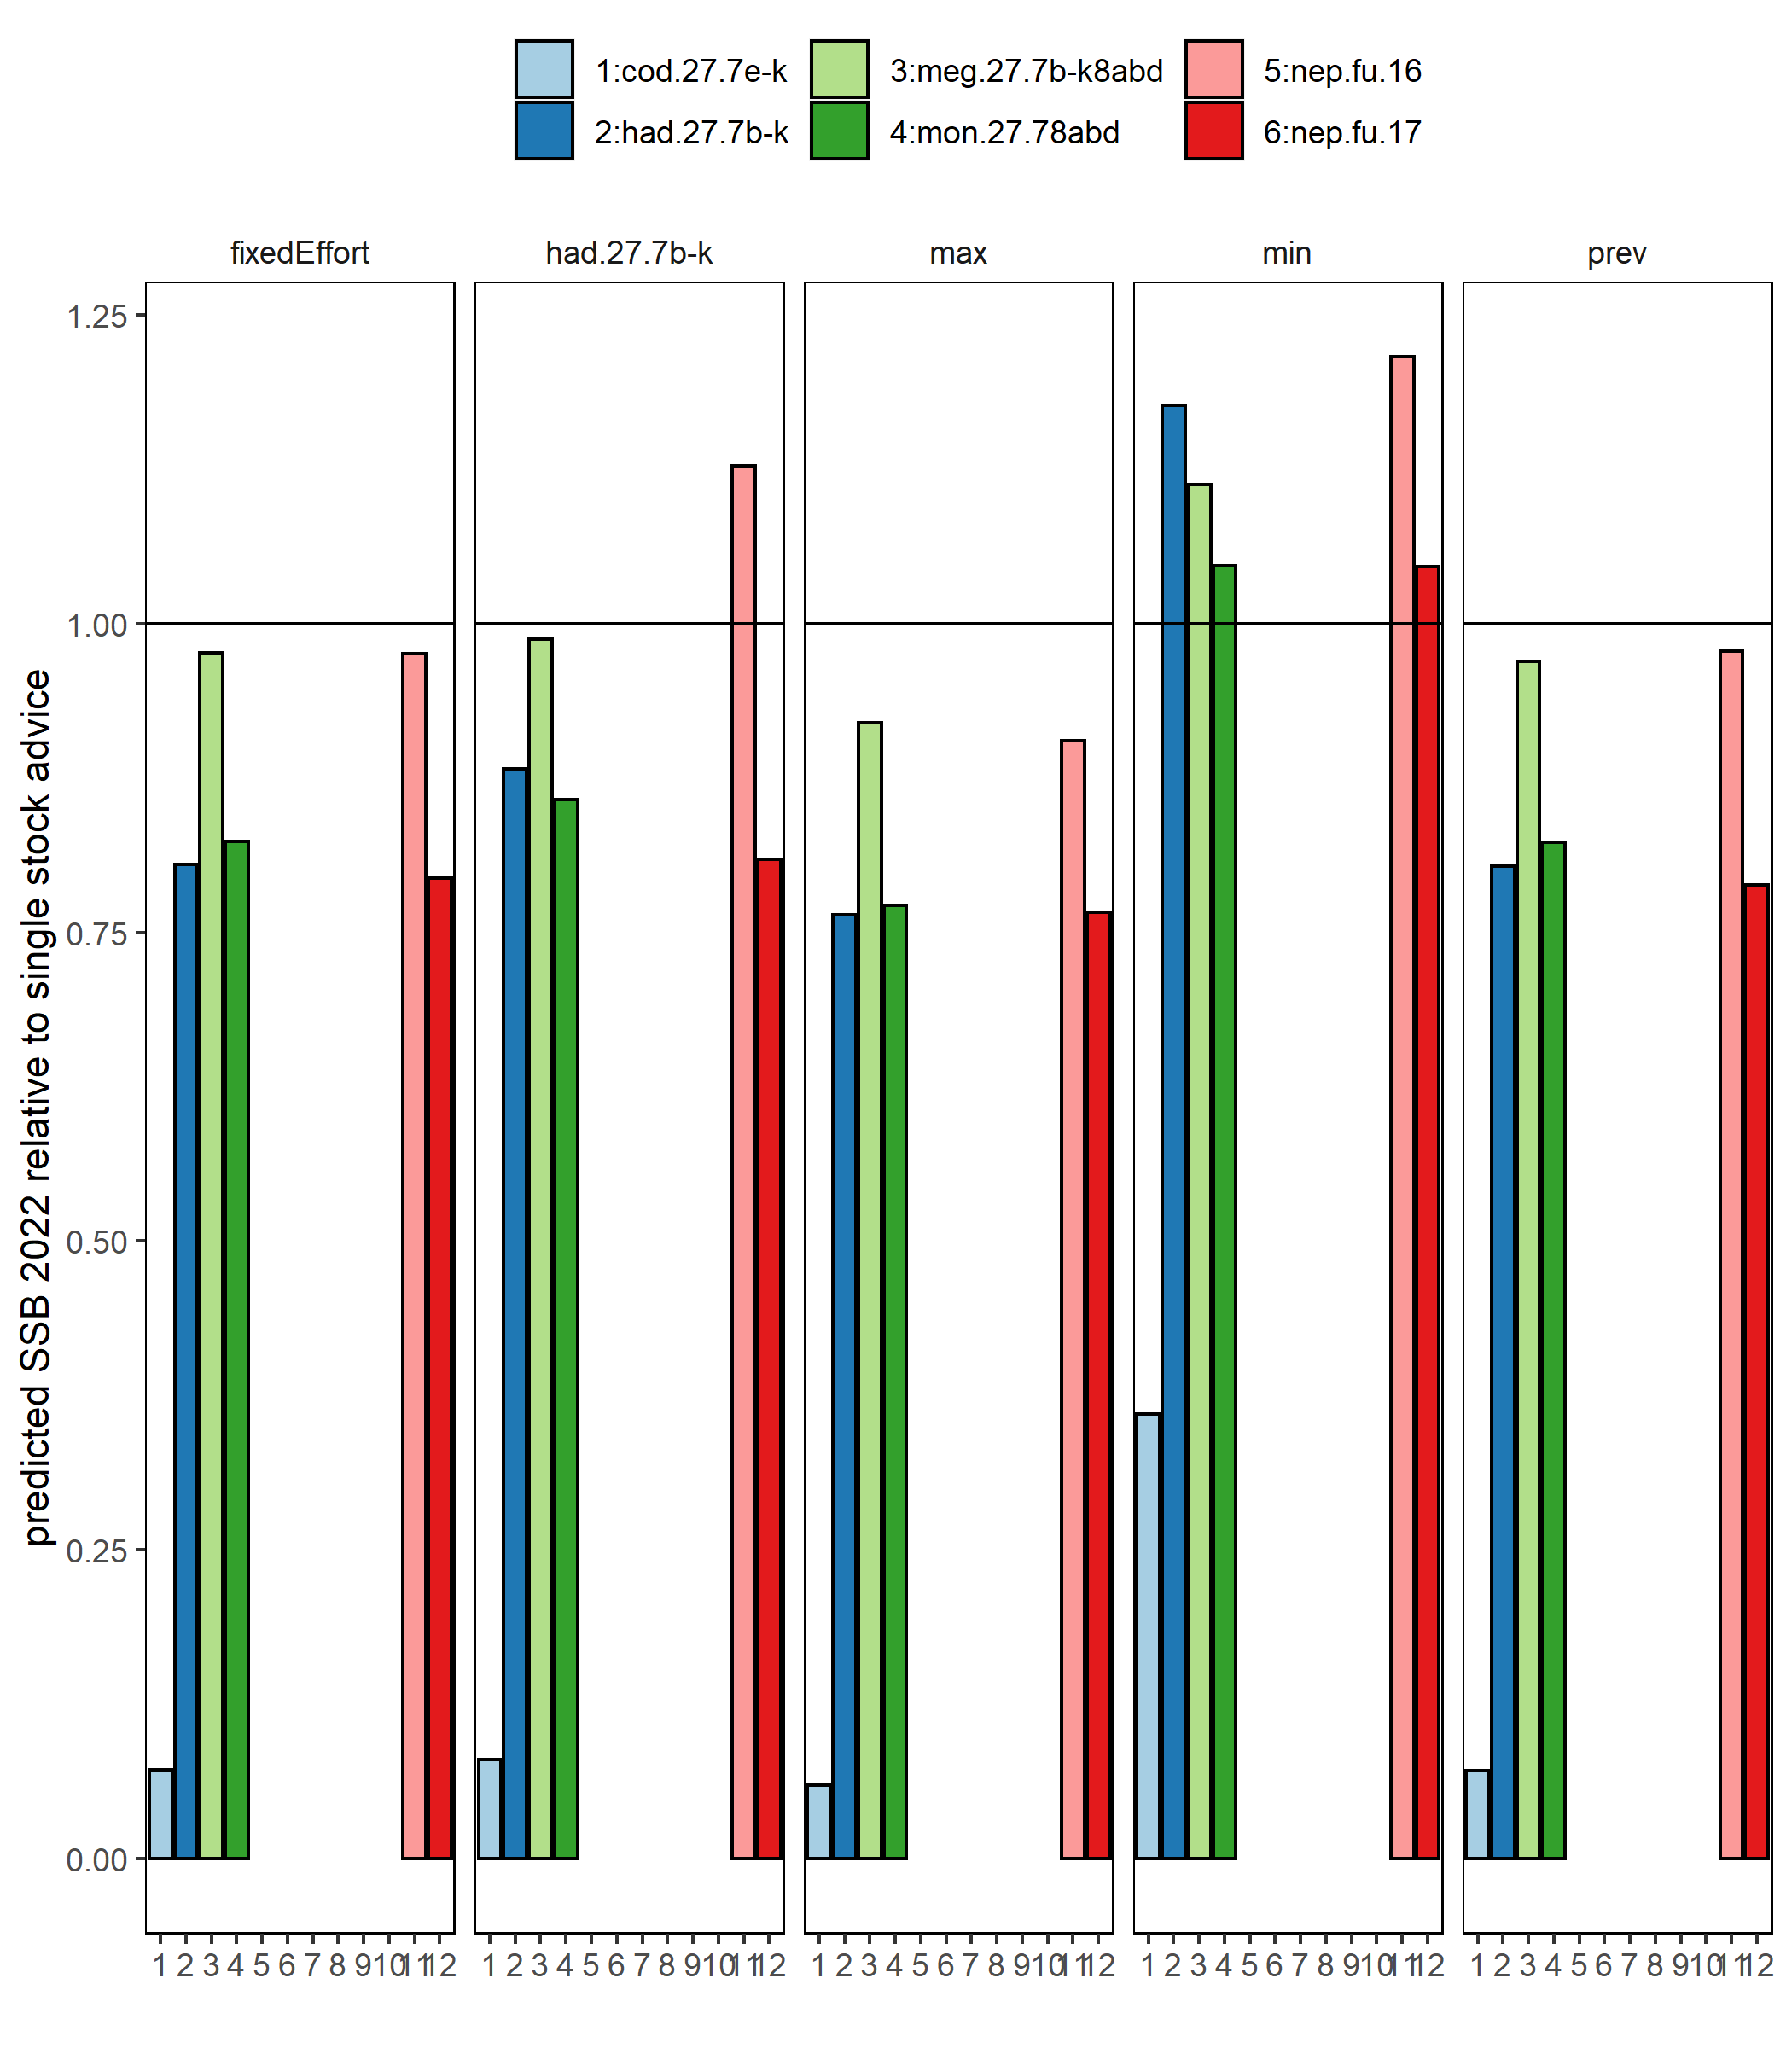 1:cod.27.7e-k 3:meg.27.7b-k8abd 5:nep.fu.16
2:had.27.7b-k 4:mon.27.78abd 6:nep.fu.17
fixedEffort had.27.7b-k max min prev
predicted SSB 2022 relative to single stock advice
1.25
1.00
0.75
0.50
0.25
0.00
1 2 3 4 5 6 7 8 9 10 11 12 1 2 3 4 5 6 7 8 9 10 11 12 1 2 3 4 5 6 7 8 9 10 11 12 1 2 3 4 5 6 7 8 9 10 11 12 1 2 3 4 5 6 7 8 9 10 11 12